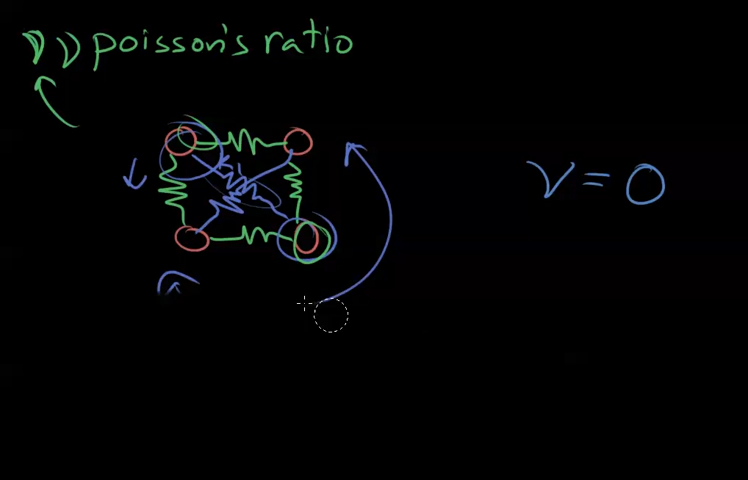 ν ν poisson's ratio
ν = 0